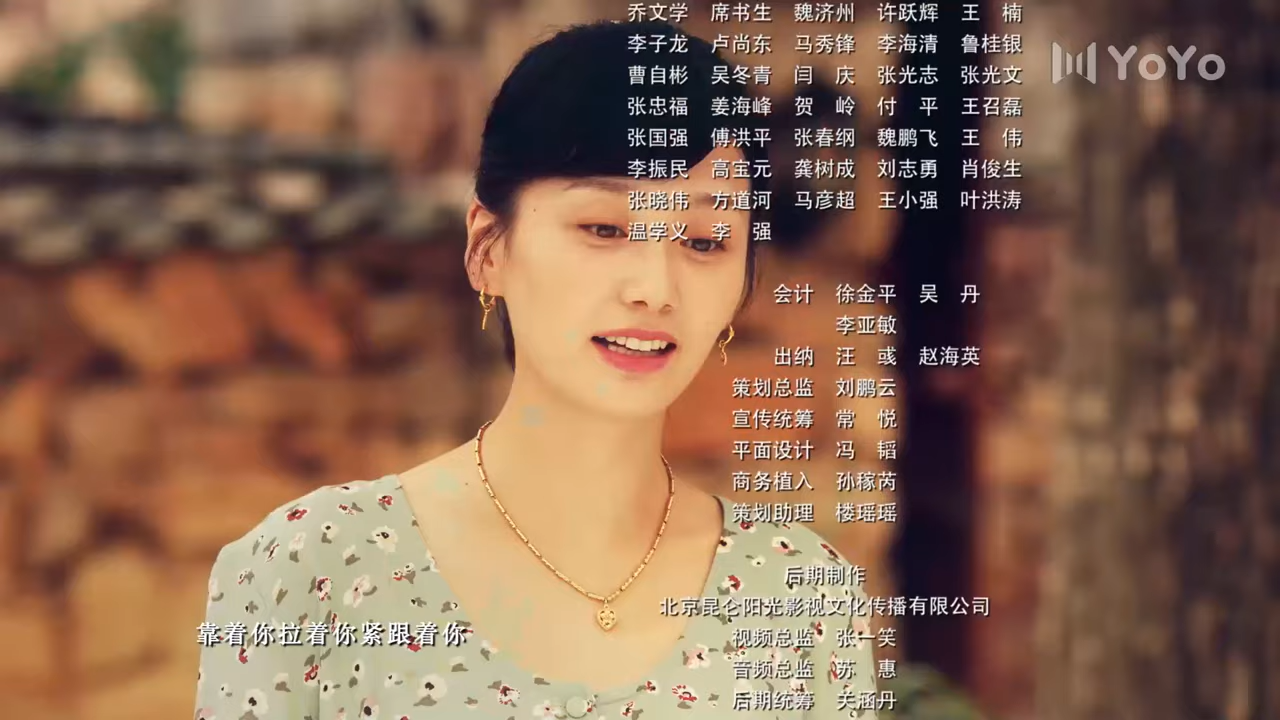 乔文学 席书生 魏济州 许跃辉 王 楠
李子龙 卢尚东 马秀锋 李海清 鲁桂银
YoYo
曹自彬 吴冬青 闫 庆 张光志 张光文
张忠福 姜海峰 贺 岭 付 平 王召磊
张国强 傅洪平 张春纲 魏鹏飞 王 伟
李振民 高宝元 龚树成 刘志勇 肖俊生
张晓伟 方道河 马彦超 王小强 叶洪涛
温学义 李 强
会计 徐金平 吴 丹
李亚敏
出纳 汪 彧 赵海英
策划总监 刘鹏云
宣传统筹 常 悦
平面设计 冯 韬
商务植入 孙稼芮
策划助理 楼瑶瑶
后期制作
北京昆仑阳光影视文化传播有限公司
靠着你拉着你紧跟着你
视频总监 张一笑
音频总监 苏 惠
后期统筹 关涵丹